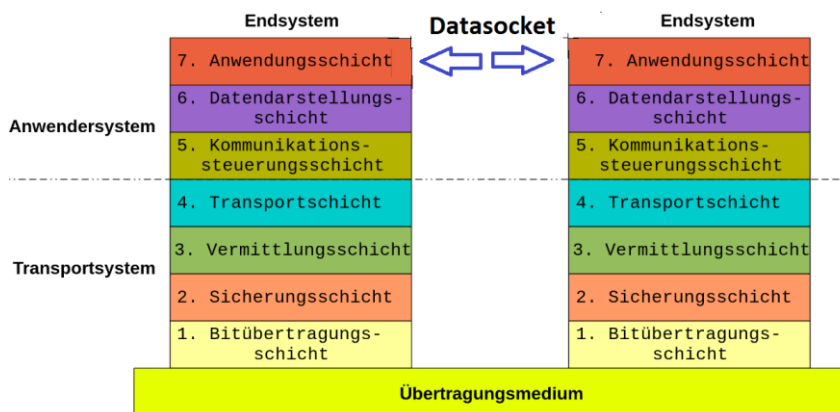 Endsystem
Datasocket
Endsystem
7. Anwendungsschicht
7. Anwendungsschicht
6. Datendarstellungs-
schicht
6. Datendarstellungs-
schicht
Anwendersystem
5. Kommunikations-
steuerungsschicht
5. Kommunikations-
steuerungsschicht
4. Transportschicht
4. Transportschicht
3. Vermittlungsschicht
3. Vermittlungsschicht
Transportsystem
2. Sicherungsschicht
2. Sicherungsschicht
1. Bitübertragungs-
schicht
1. Bitübertragungs-
schicht
Übertragungsmedium